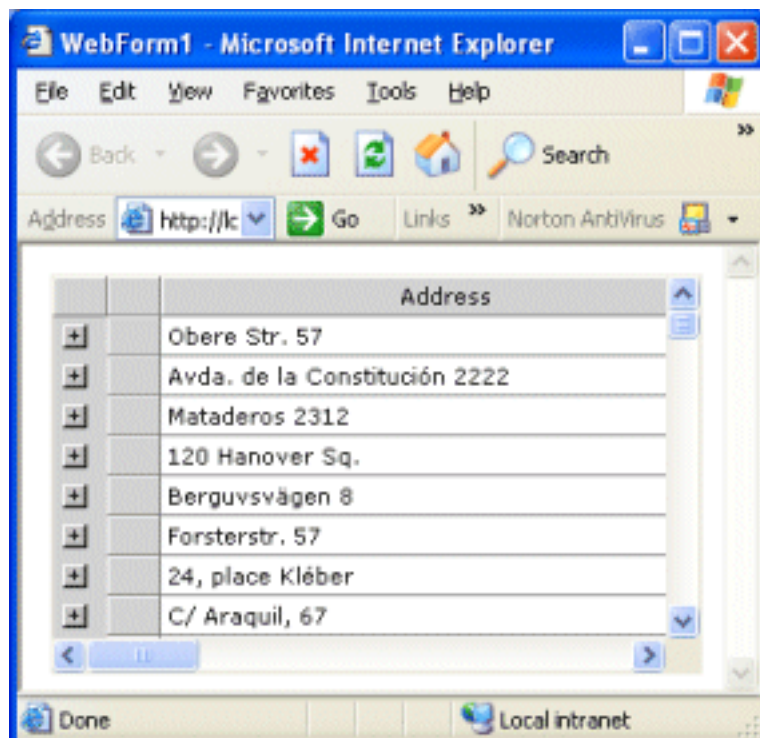 WebForm1 - Microsoft Internet Explorer
File Edit View Favorites Tools Help
Back Search »
Address http://lc Go Links » Norton AntiVirus
Address
Obere Str. 57
Avda. de la Constitución 2222
Mataderos 2312
120 Hanover Sq.
Berguvsvägen 8
Forsterstr. 57
24, place Kléber
C/ Araquil, 67
Done Local intranet